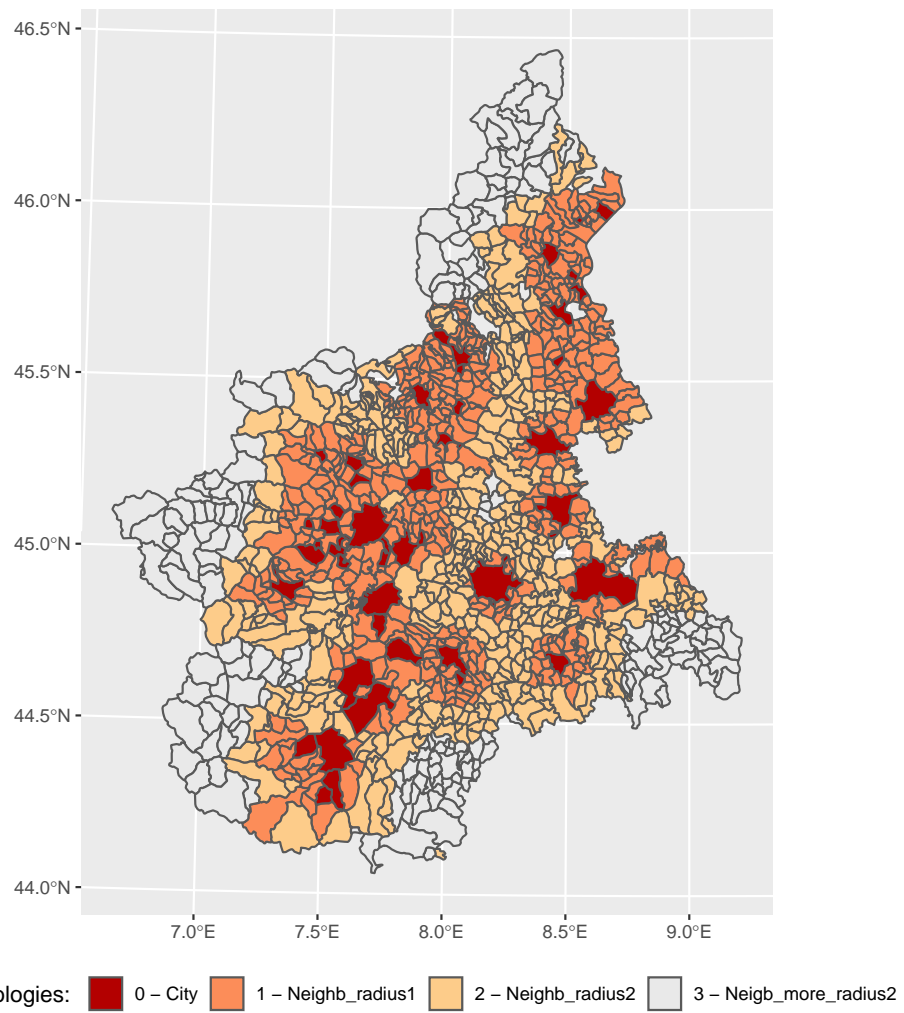 46.5°N
46.0°N
45.5°N
45.0°N
44.5°N
44.0°N
7.0°E 7.5°E 8.0°E 8.5°E 9.0°E
ologies: 0 – City 1 – Neighb_radius1 2 – Neighb_radius2 3 – Neigb_more_radius2